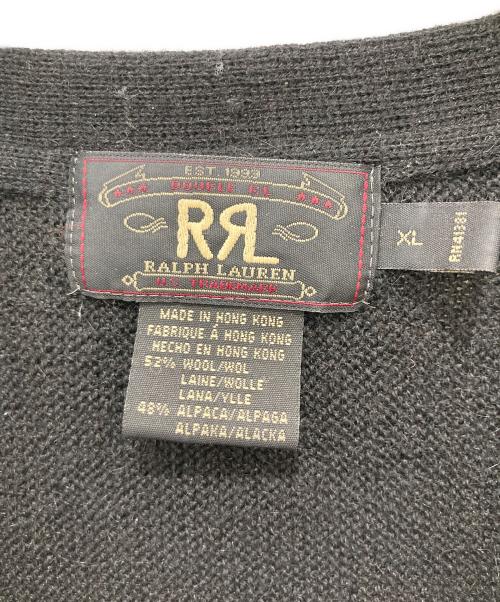 EST. 1993
DOUBLE RL
RRL
RALPH LAUREN
U.S. TRADEMARK
XL
RN41381
MADE IN HONG KONG
FABRIQUE À HONG KONG
HECHO EN HONG KONG
52% WOOL/WOL
LAINE/WOLLE
LANA/YLLE
48% ALPACA/ALPAGA
ALPAKA/ALACKA